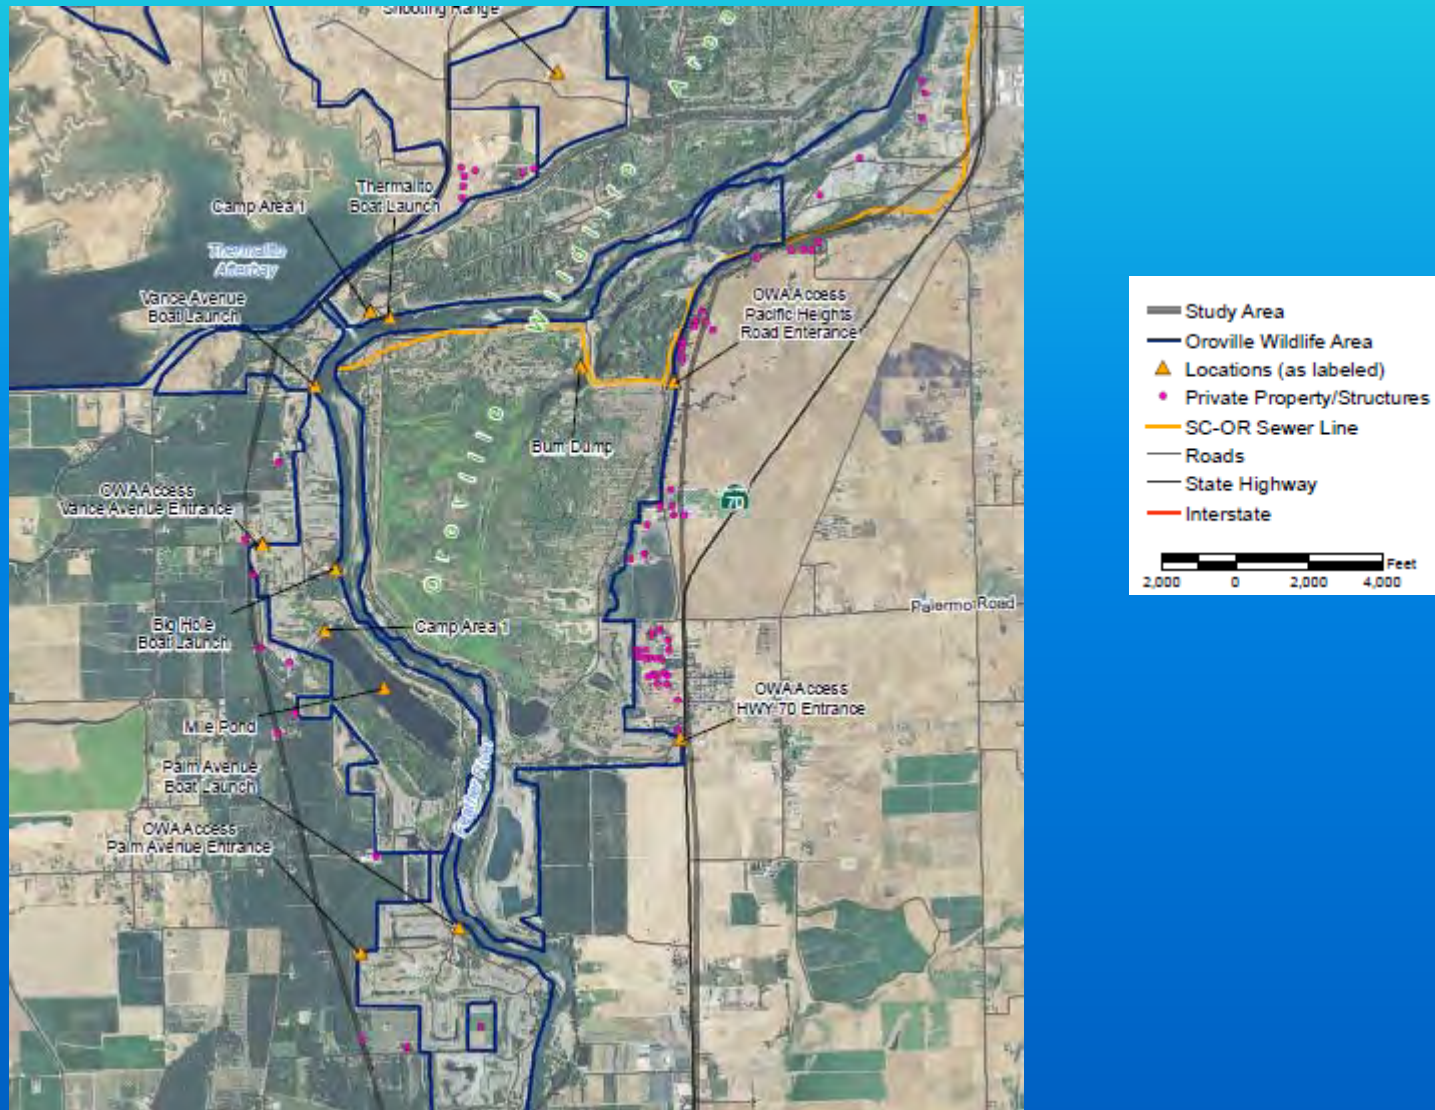 Shooting Range
Area
Thermalito
Boat Launch
Camp Area 1
Wildlife
Thermalito
Afterbay
Vance Avenue
Boat Launch
OWA Access
Pacific Heights
Road Enterance
Oroville
Burn Dump
OWA Access
Vance Avenue Entrance
70
Palermo Road
Big Hole
Boat Launch
Camp Area 1
OWA Access
HWY 70 Entrance
Mile Pond
Palm Avenue
Boat Launch
Feather River
OWA Access
Palm Avenue Entrance
Study Area
Oroville Wildlife Area
Locations (as labeled)
Private Property/Structures
SC-OR Sewer Line
Roads
State Highway
Interstate
Feet
2,000 0 2,000 4,000